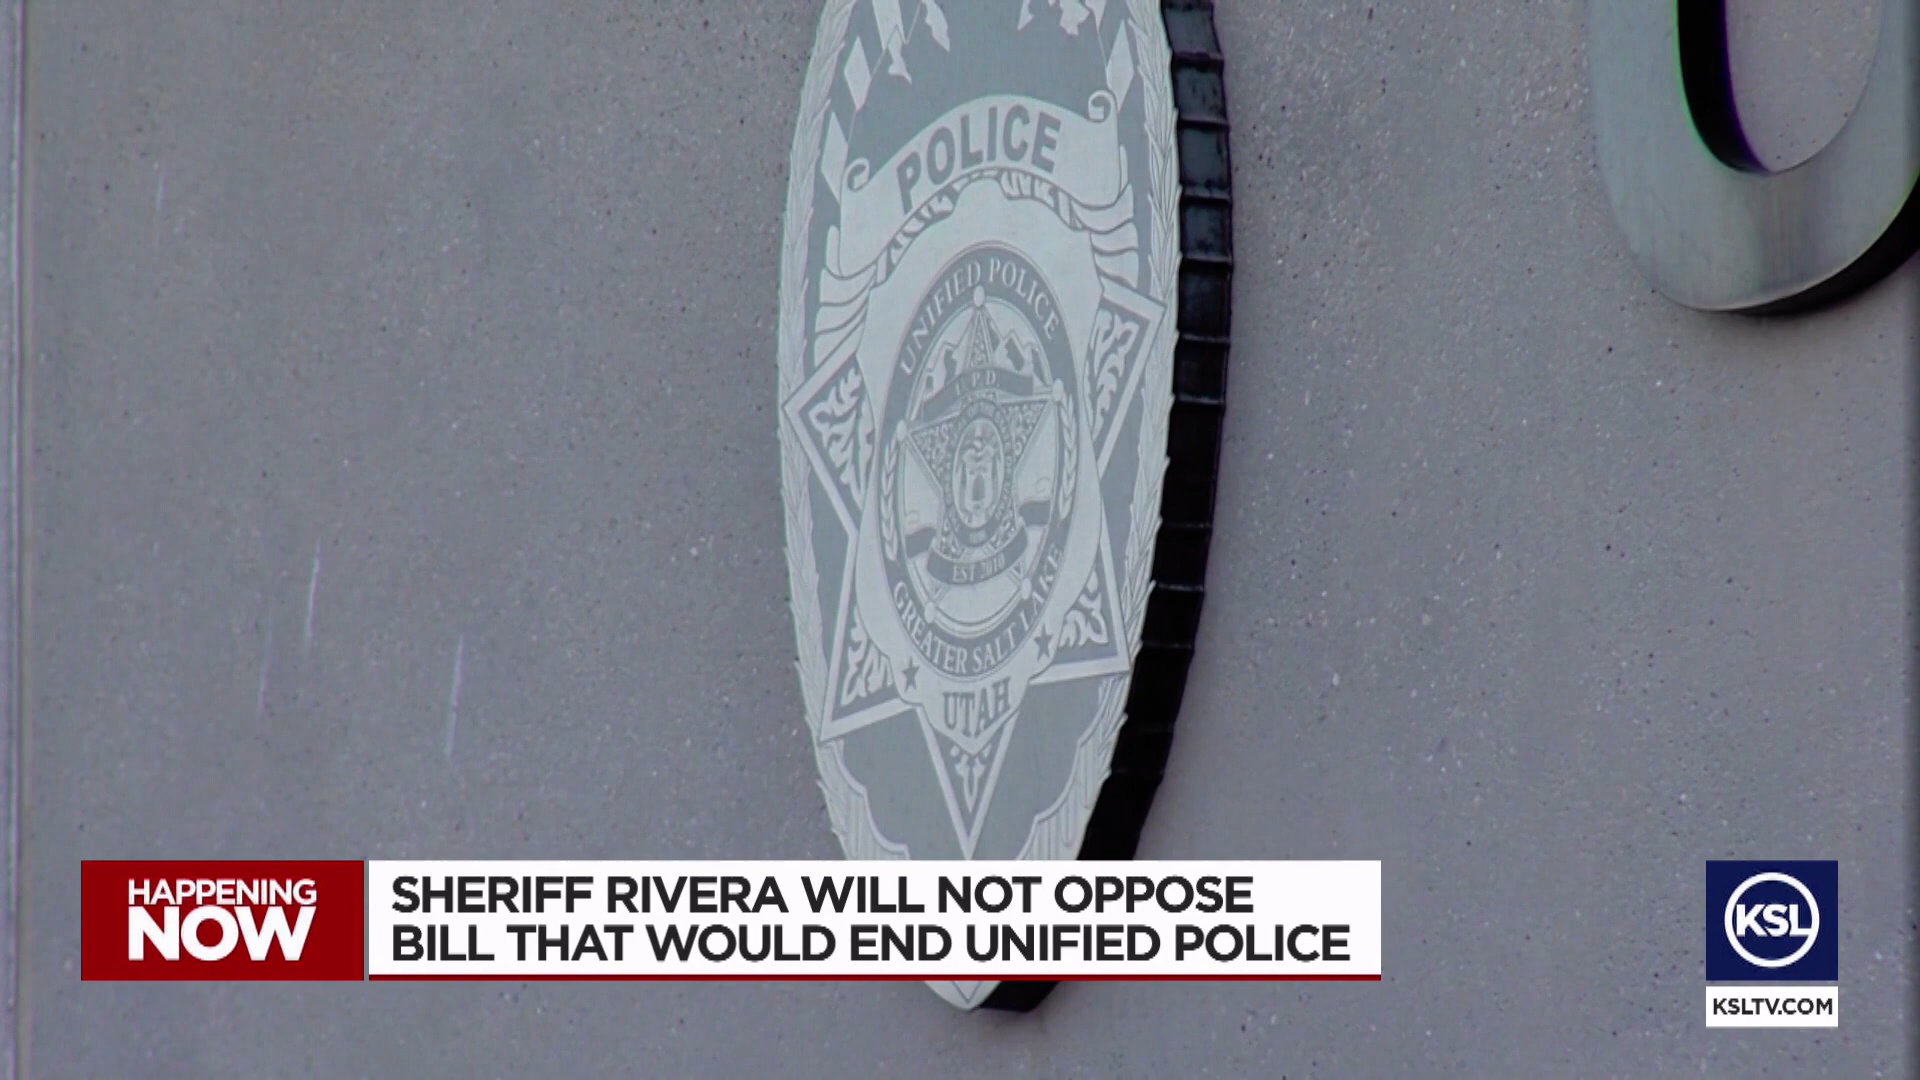 POLICE
UNIFIED POLICE
U.P.D.
EST 2010
GREATER SALT LAKE
UTAH
HAPPENING
NOW
SHERIFF RIVERA WILL NOT OPPOSE
BILL THAT WOULD END UNIFIED POLICE
KSL
KSLTV.COM